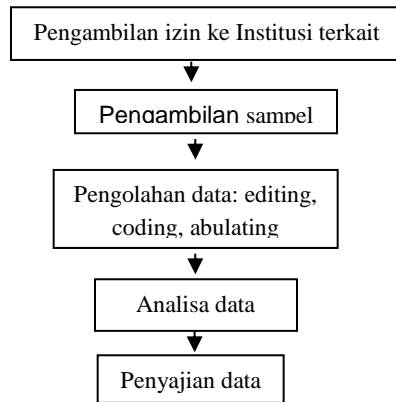 Pengambilan izin ke Institusi terkait
Pengambilan sampel
Pengolahan data: editing,
coding, abulating
Analisa data
Penyajian data